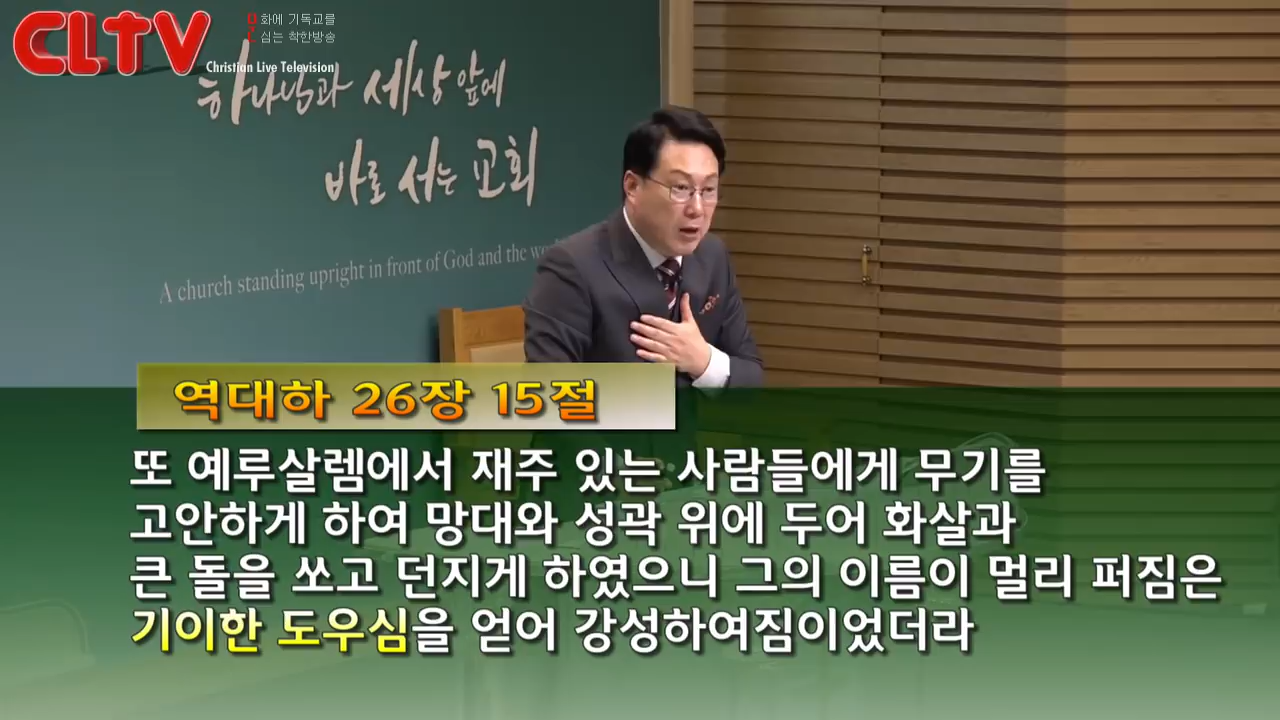 CLTV
문화에 기독교를
심는 착한방송
Christian Live Television
하나님과 세상 앞에
바로 서는 교회
A church standing upright in front of God and the
역대하 26장 15절
또 예루살렘에서 재주 있는 사람들에게 무기를
고안하게 하여 망대와 성곽 위에 두어 화살과
큰 돌을 쏘고 던지게 하였으니 그의 이름이 멀리 퍼짐은
기이한 도우심을 얻어 강성하여짐이었더라